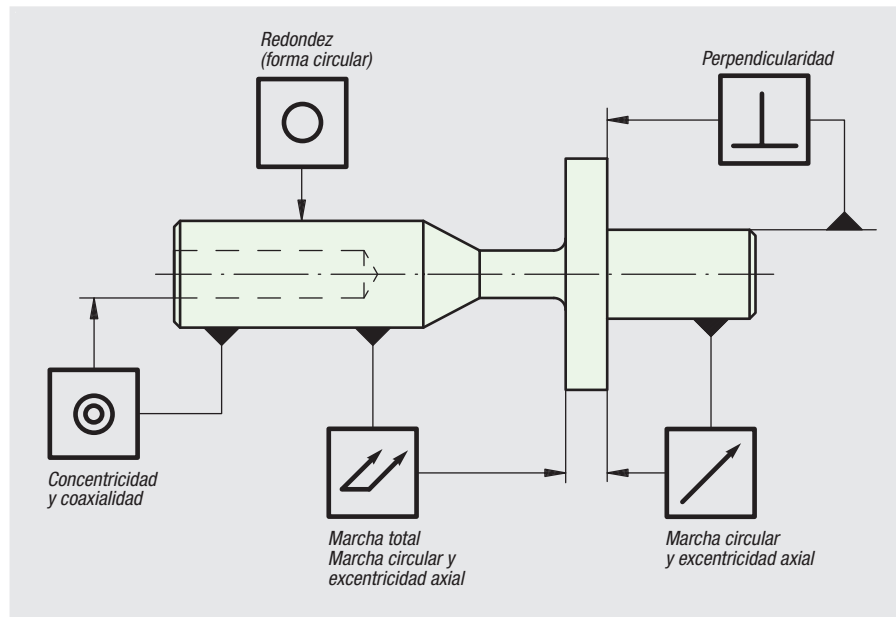 Redondez
(forma circular)
Perpendicularidad
Concentricidad
y coaxialidad
Marcha total
Marcha circular y
excentricidad axial
Marcha circular
y excentricidad axial